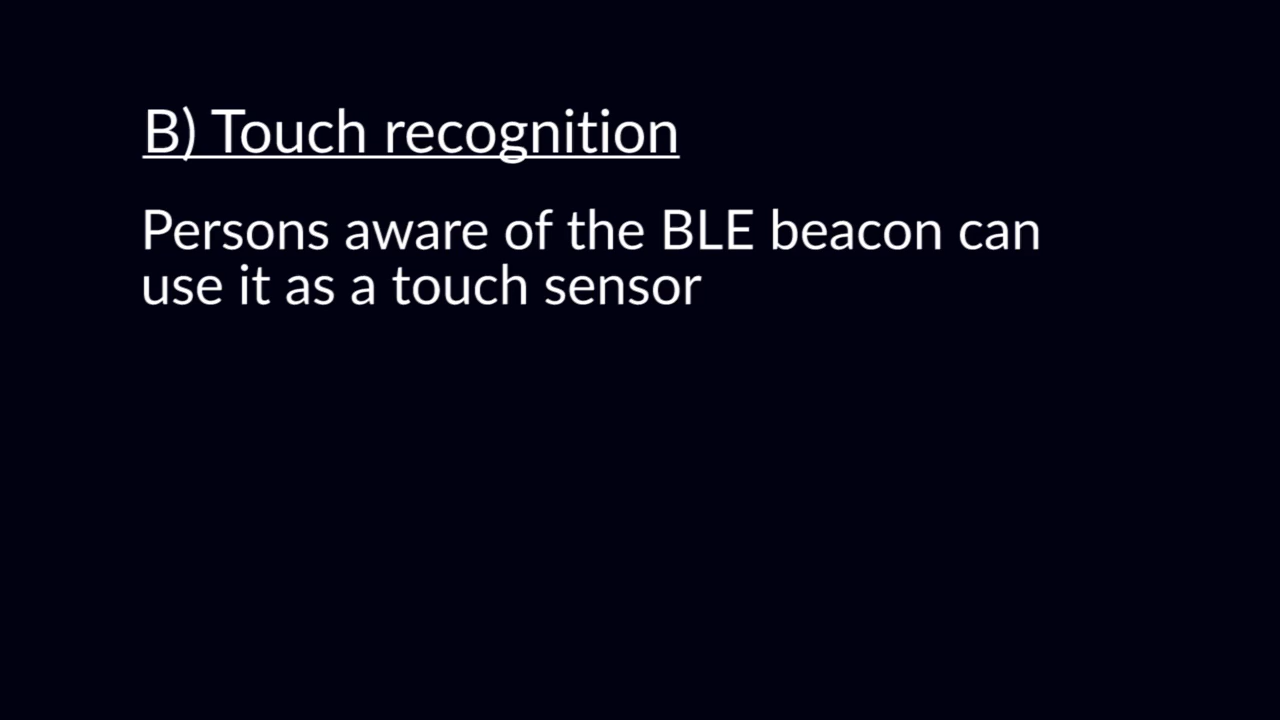 B) Touch recognition
Persons aware of the BLE beacon can
use it as a touch sensor